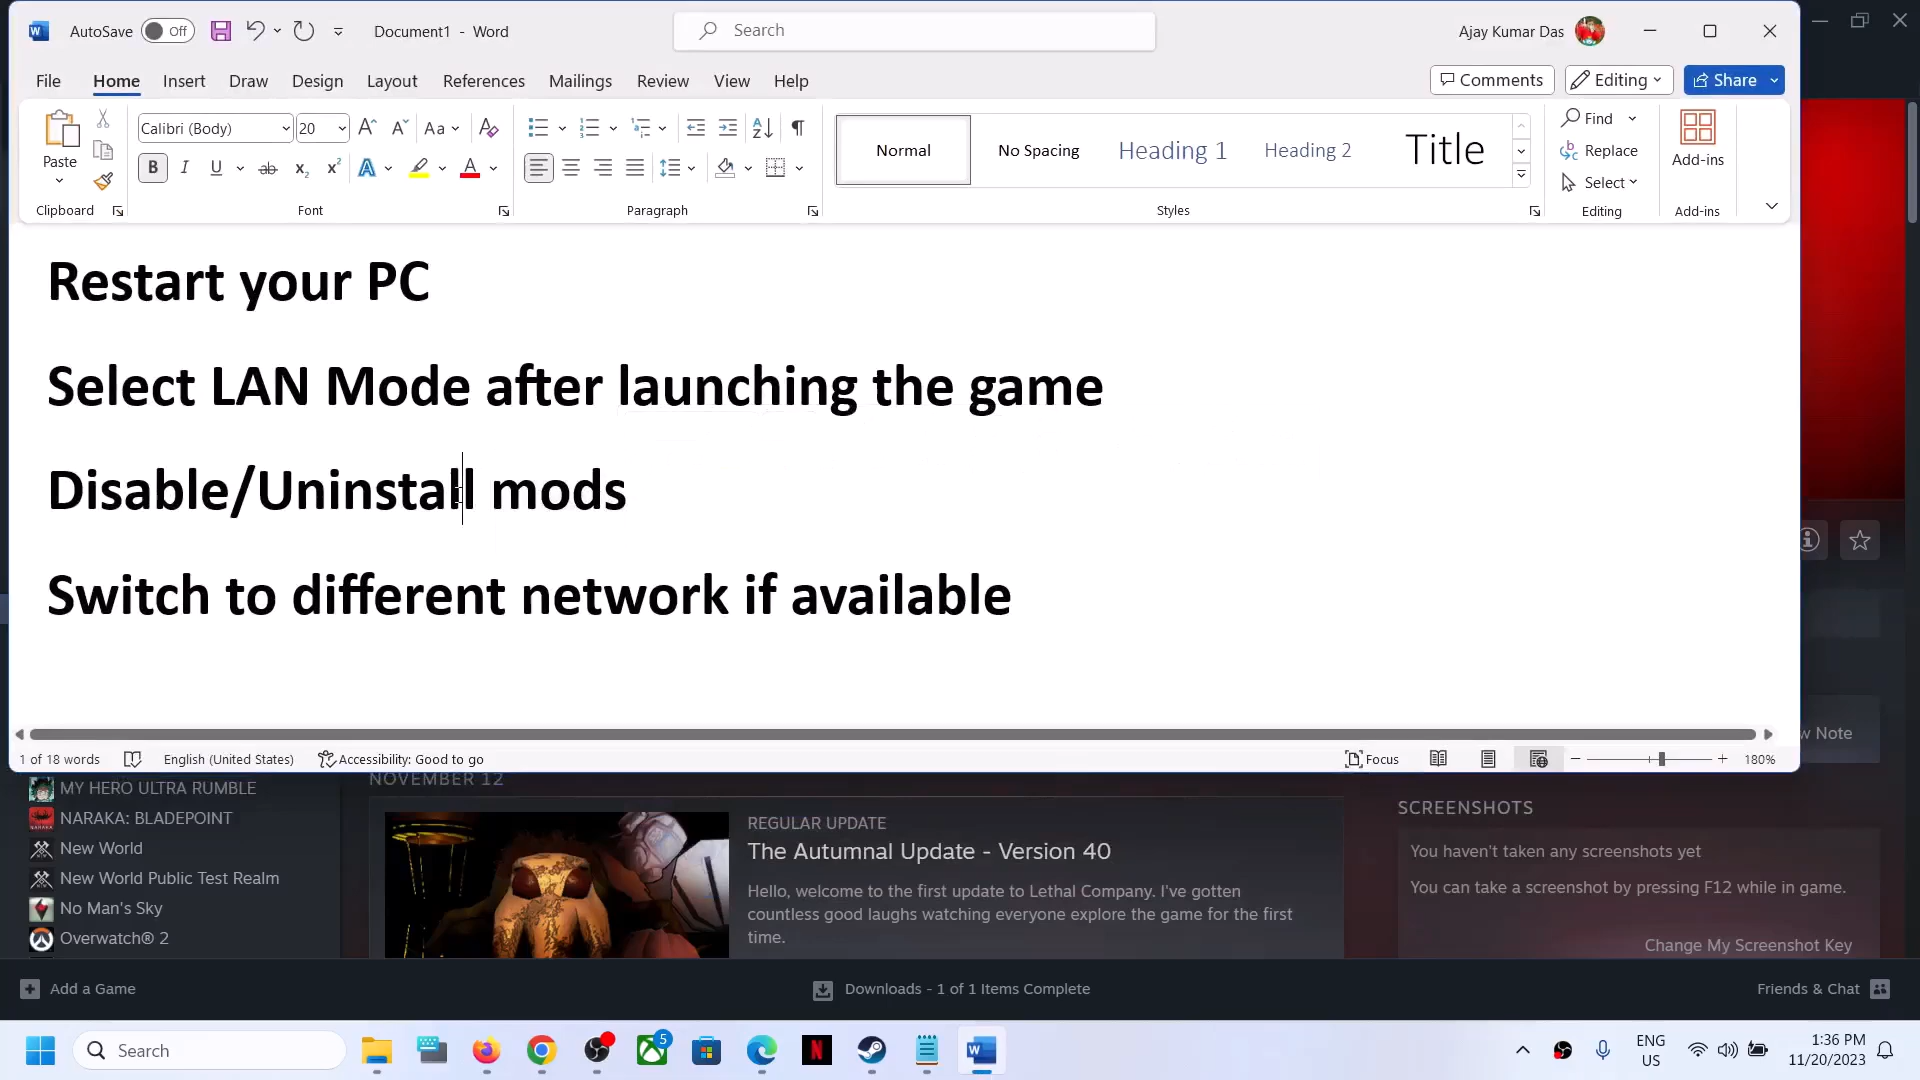 AutoSave Off Document1 - Word Search Ajay Kumar Das
File Home Insert Draw Design Layout References Mailings Review View Help Comments Editing Share
Paste Calibri (Body) 20 Aa Normal No Spacing Heading 1 Heading 2 Title Find Replace Select Add-ins
Clipboard Font Paragraph Styles Editing Add-ins
Restart your PC
Select LAN Mode after launching the game
Disable/Uninstall mods
Switch to different network if available
1 of 18 words English (United States) Accessibility: Good to go Focus 180%
w Note
MY HERO ULTRA RUMBLE
NARAKA: BLADEPOINT
New World
New World Public Test Realm
No Man's Sky
Overwatch® 2
NOVEMBER 12
REGULAR UPDATE
The Autumnal Update - Version 40
Hello, welcome to the first update to Lethal Company. I've gotten
countless good laughs watching everyone explore the game for the first
time.
SCREENSHOTS
You haven't taken any screenshots yet
You can take a screenshot by pressing F12 while in game.
Change My Screenshot Key
Add a Game Downloads - 1 of 1 Items Complete Friends & Chat
Search 5 ENG US 1:36 PM 11/20/2023